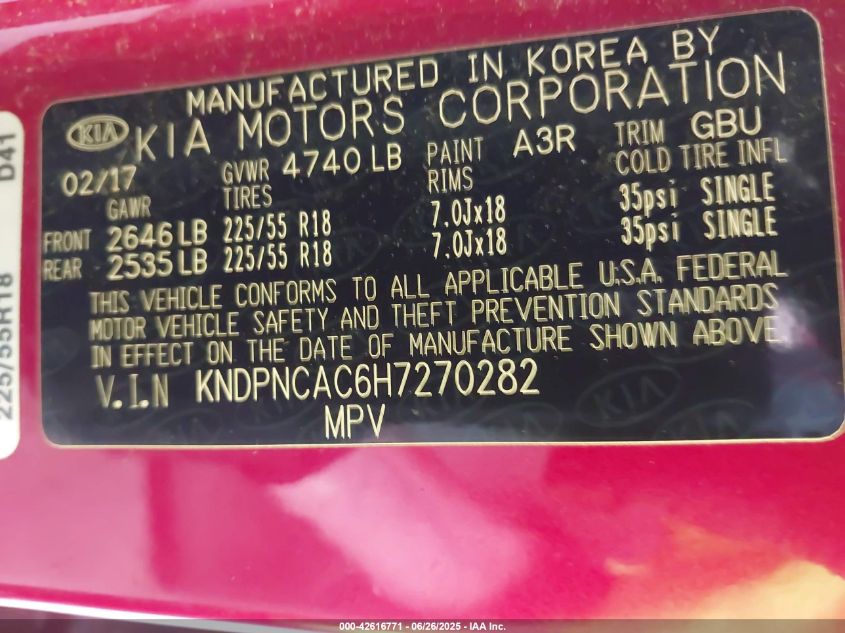 MANUFACTURED IN KOREA BY
KIA KIA MOTORS CORPORATION
02/17 GVWR 4740 LB PAINT A3R TRIM GBU
GAWR TIRES RIMS COLD TIRE INFL
FRONT 2646 LB 225/55 R18 7.0Jx18 35psi SINGLE
REAR 2535 LB 225/55 R18 7.0Jx18 35psi SINGLE
THIS VEHICLE CONFORMS TO ALL APPLICABLE U.S.A. FEDERAL
MOTOR VEHICLE SAFETY AND THEFT PREVENTION STANDARDS
IN EFFECT ON THE DATE OF MANUFACTURE SHOWN ABOVE.
V.I.N KNDPNCAC6H7270282
MPV
225/55R18 D41
000-42616771 - 06/26/2025 - IAA Inc.